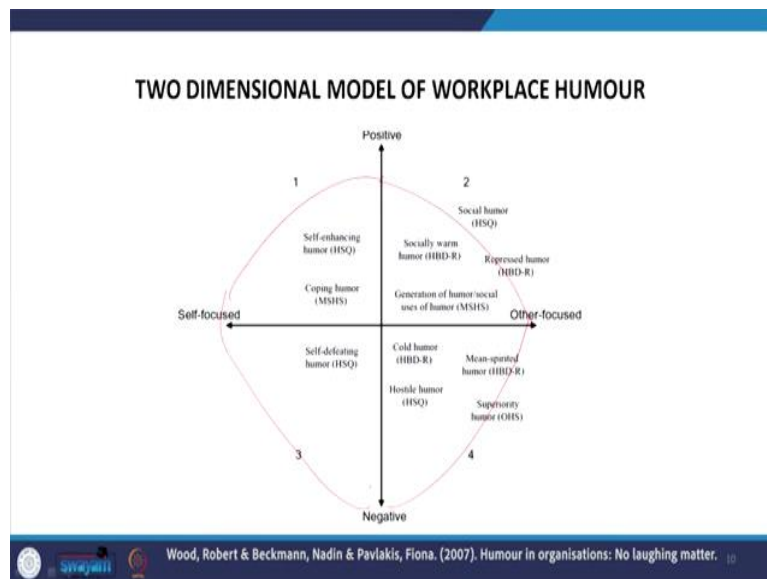 TWO DIMENSIONAL MODEL OF WORKPLACE HUMOUR
Positive
1
2
Social humor
(HSQ)
Self-enhancing
humor (HSQ)
Socially warm
humor (HBD-R)
Repressed humor
(HBD-R)
Coping humor
(MSHS)
Generation of humor/social
uses of humor (MSHS)
Self-focused
Other-focused
Self-defeating
humor (HSQ)
Cold humor
(HBD-R)
Mean-spirited
humor (HBD-R)
Hostile humor
(HSQ)
Superiority
humor (OHS)
3
4
Negative
swayam
Wood, Robert & Beckmann, Nadin & Pavlakis, Fiona. (2007). Humour in organisations: No laughing matter.
10